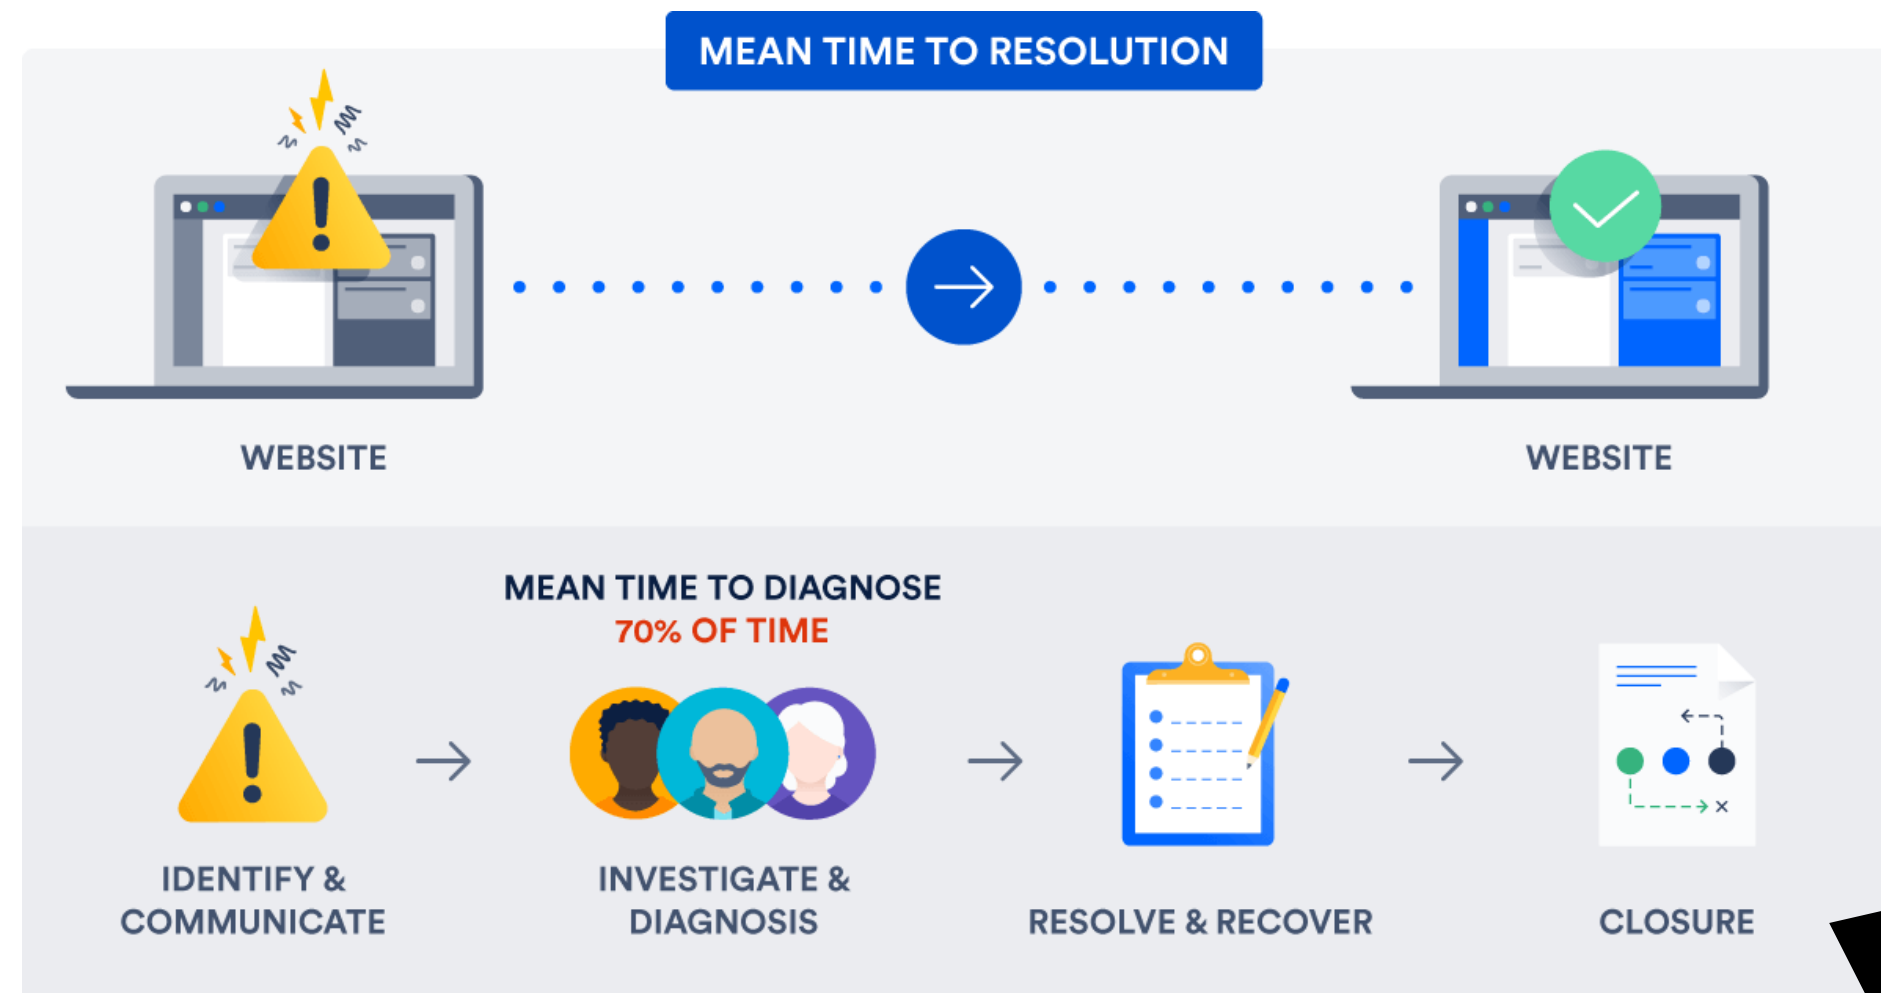 MEAN TIME TO RESOLUTION
WEBSITE
WEBSITE
MEAN TIME TO DIAGNOSE
70% OF TIME
IDENTIFY &
COMMUNICATE
INVESTIGATE &
DIAGNOSIS
RESOLVE & RECOVER
CLOSURE